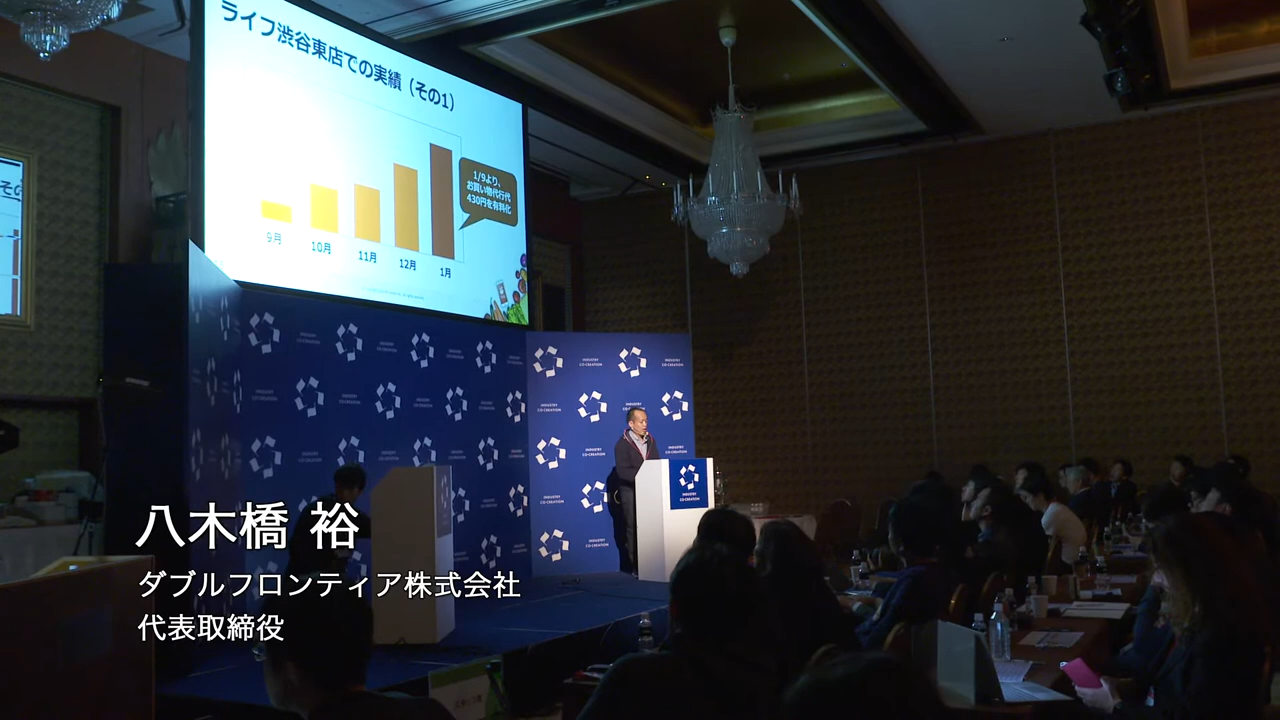 ライフ渋谷東店での実績（その1）
1/9より、
お買い物代行代
430円を有料化
9月
10月
11月
12月
1月
INDUSTRY
CO-CREATION
八木橋 裕
ダブルフロンティア株式会社
代表取締役